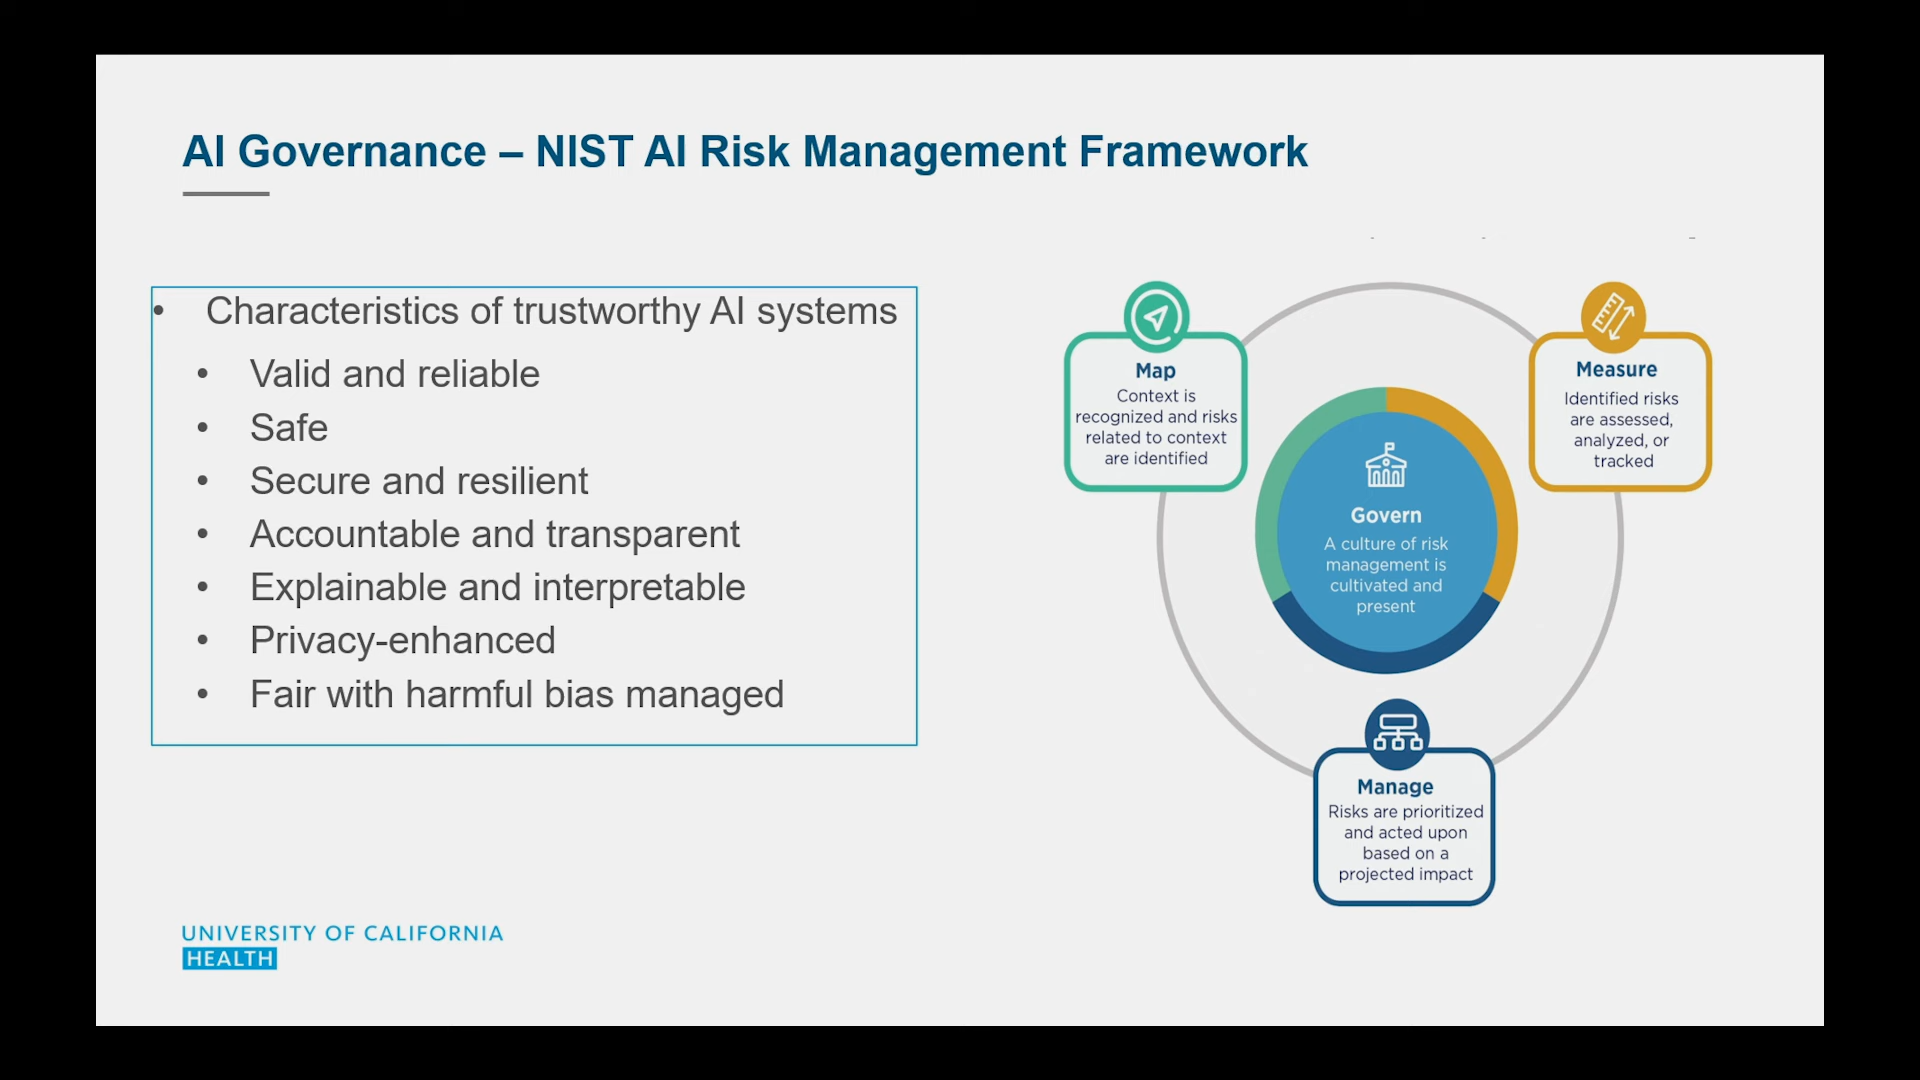 AI Governance – NIST AI Risk Management Framework
• Characteristics of trustworthy AI systems
• Valid and reliable
• Safe
• Secure and resilient
• Accountable and transparent
• Explainable and interpretable
• Privacy-enhanced
• Fair with harmful bias managed
Map
Context is
recognized and risks
related to context
are identified
Measure
Identified risks
are assessed,
analyzed, or
tracked
Govern
A culture of risk
management is
cultivated and
present
Manage
Risks are prioritized
and acted upon
based on a
projected impact
UNIVERSITY OF CALIFORNIA
HEALTH